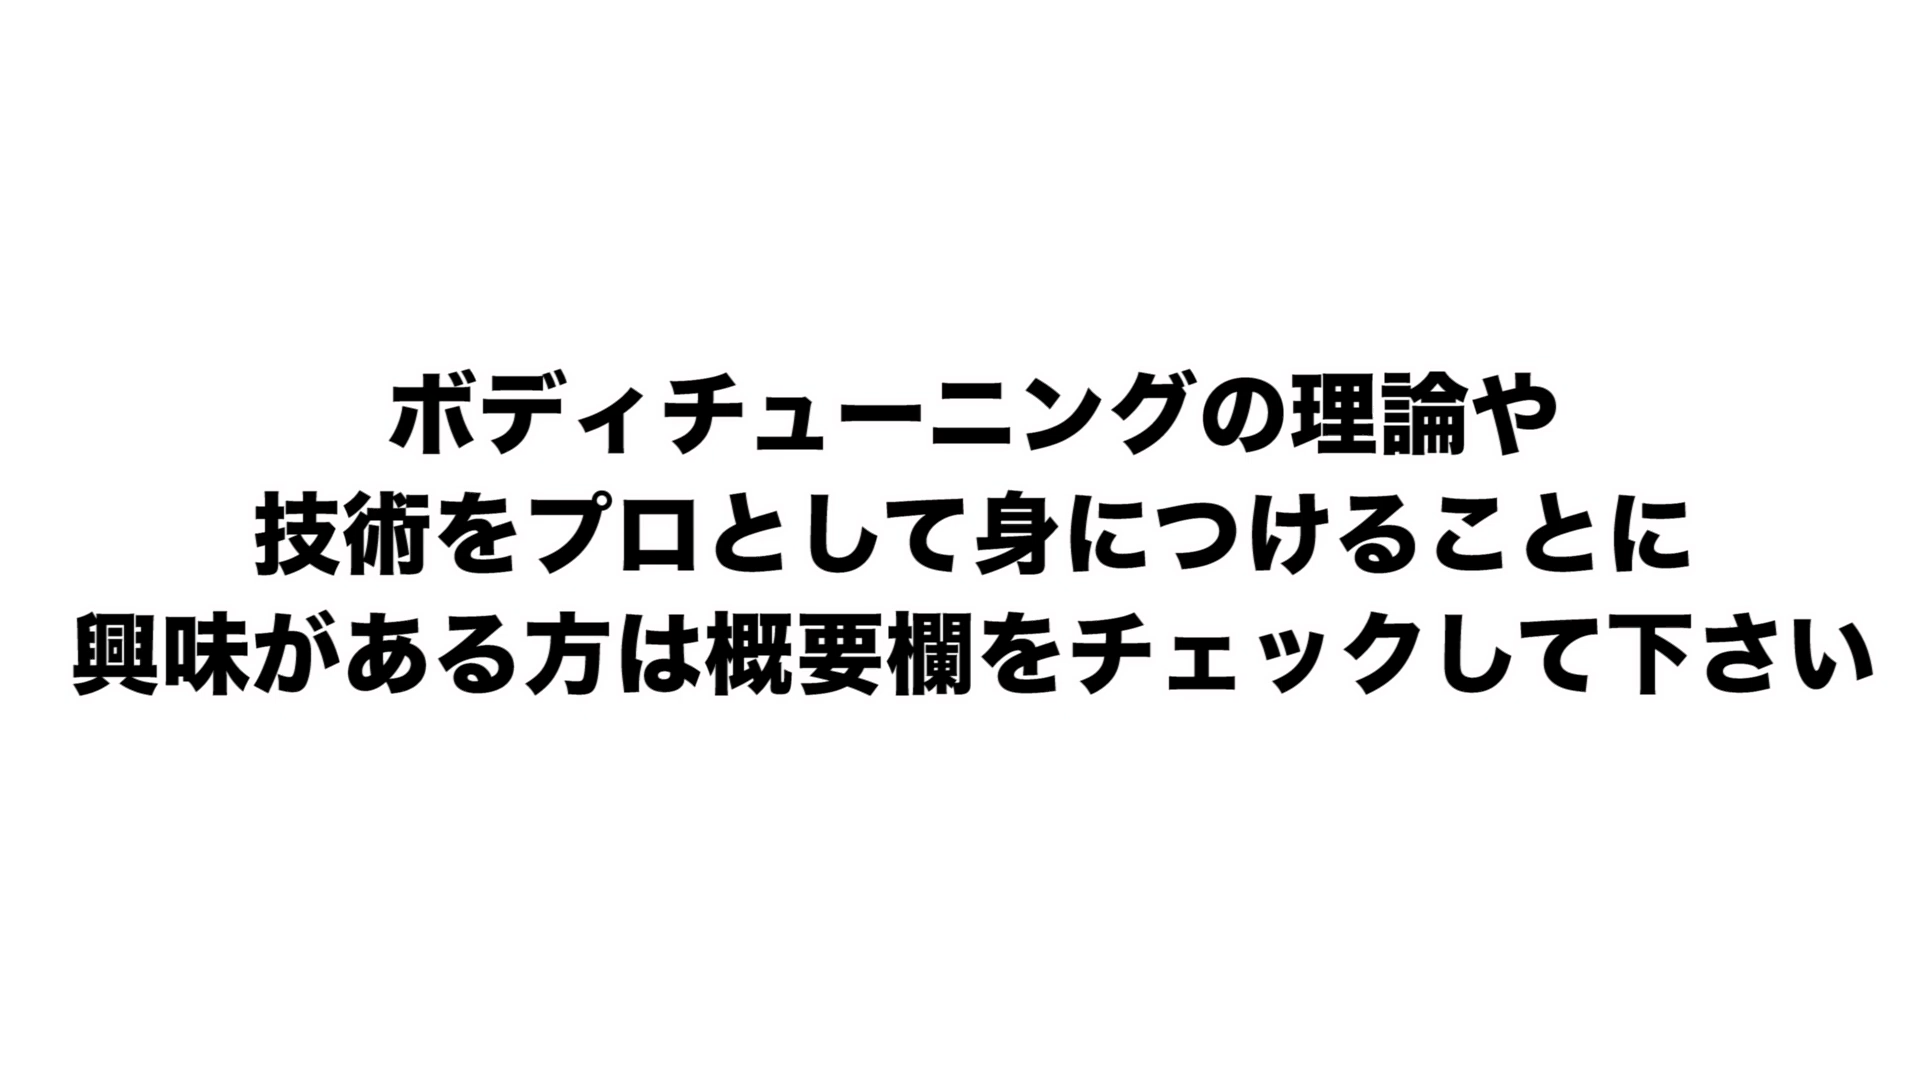 ボディチューニングの理論や
技術をプロとして身につけることに
興味がある方は概要欄をチェックして下さい